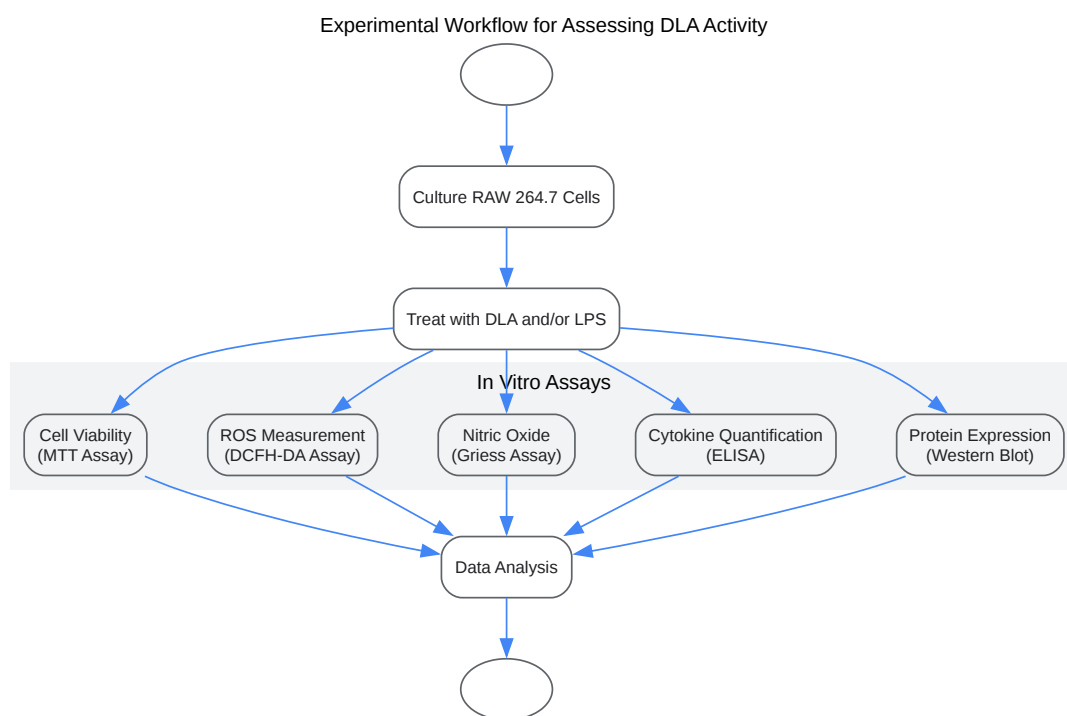 Experimental Workflow for Assessing DLA Activity
Culture RAW 264.7 Cells
Treat with DLA and/or LPS
In Vitro Assays
Cell Viability
(MTT Assay)
ROS Measurement
(DCFH-DA Assay)
Nitric Oxide
(Griess Assay)
Cytokine Quantification
(ELISA)
Protein Expression
(Western Blot)
Data Analysis